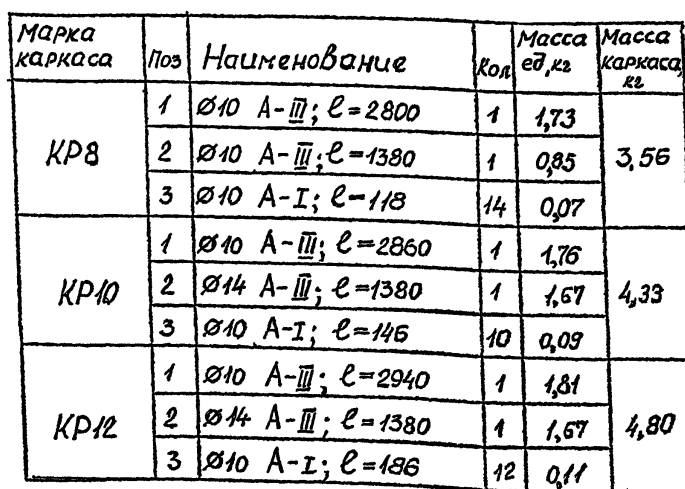 Марка каркаса Поз Наименование Кол Масса ед,кг Масса каркаса, кг
КР8 1 Ø10 А-III; ℓ=2800 1 1,73 3,56
2 Ø10 А-III; ℓ=1380 1 0,85
3 Ø10 А-I; ℓ=118 14 0,07
КР10 1 Ø10 А-III; ℓ=2860 1 1,76 4,33
2 Ø14 А-III; ℓ=1380 1 1,67
3 Ø10 А-I; ℓ=146 10 0,09
КР12 1 Ø10 А-III; ℓ=2940 1 1,81 4,80
2 Ø14 А-III; ℓ=1380 1 1,67
3 Ø10 А-I; ℓ=186 12 0,11